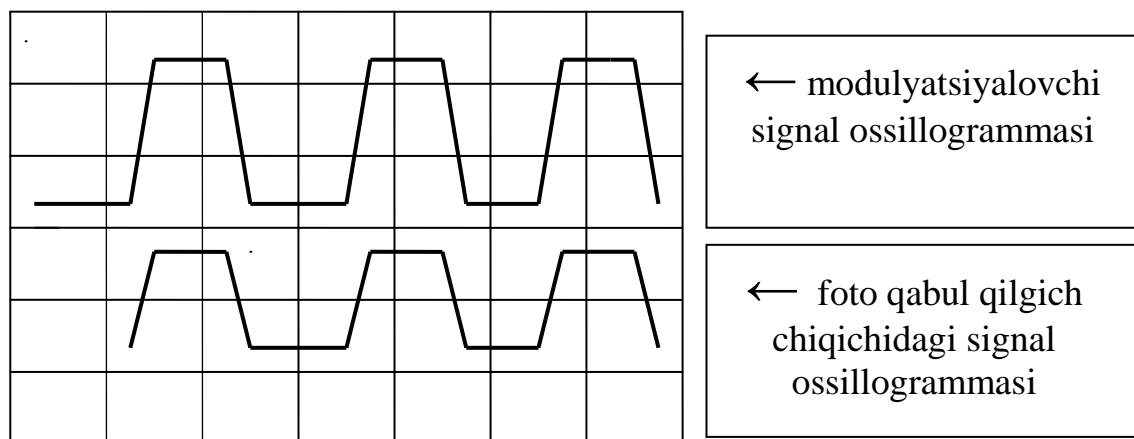 ← modulyatsiyalovchi
signal ossillogrammasi
← foto qabul qilgich
chiqichidagi signal
ossillogrammasi